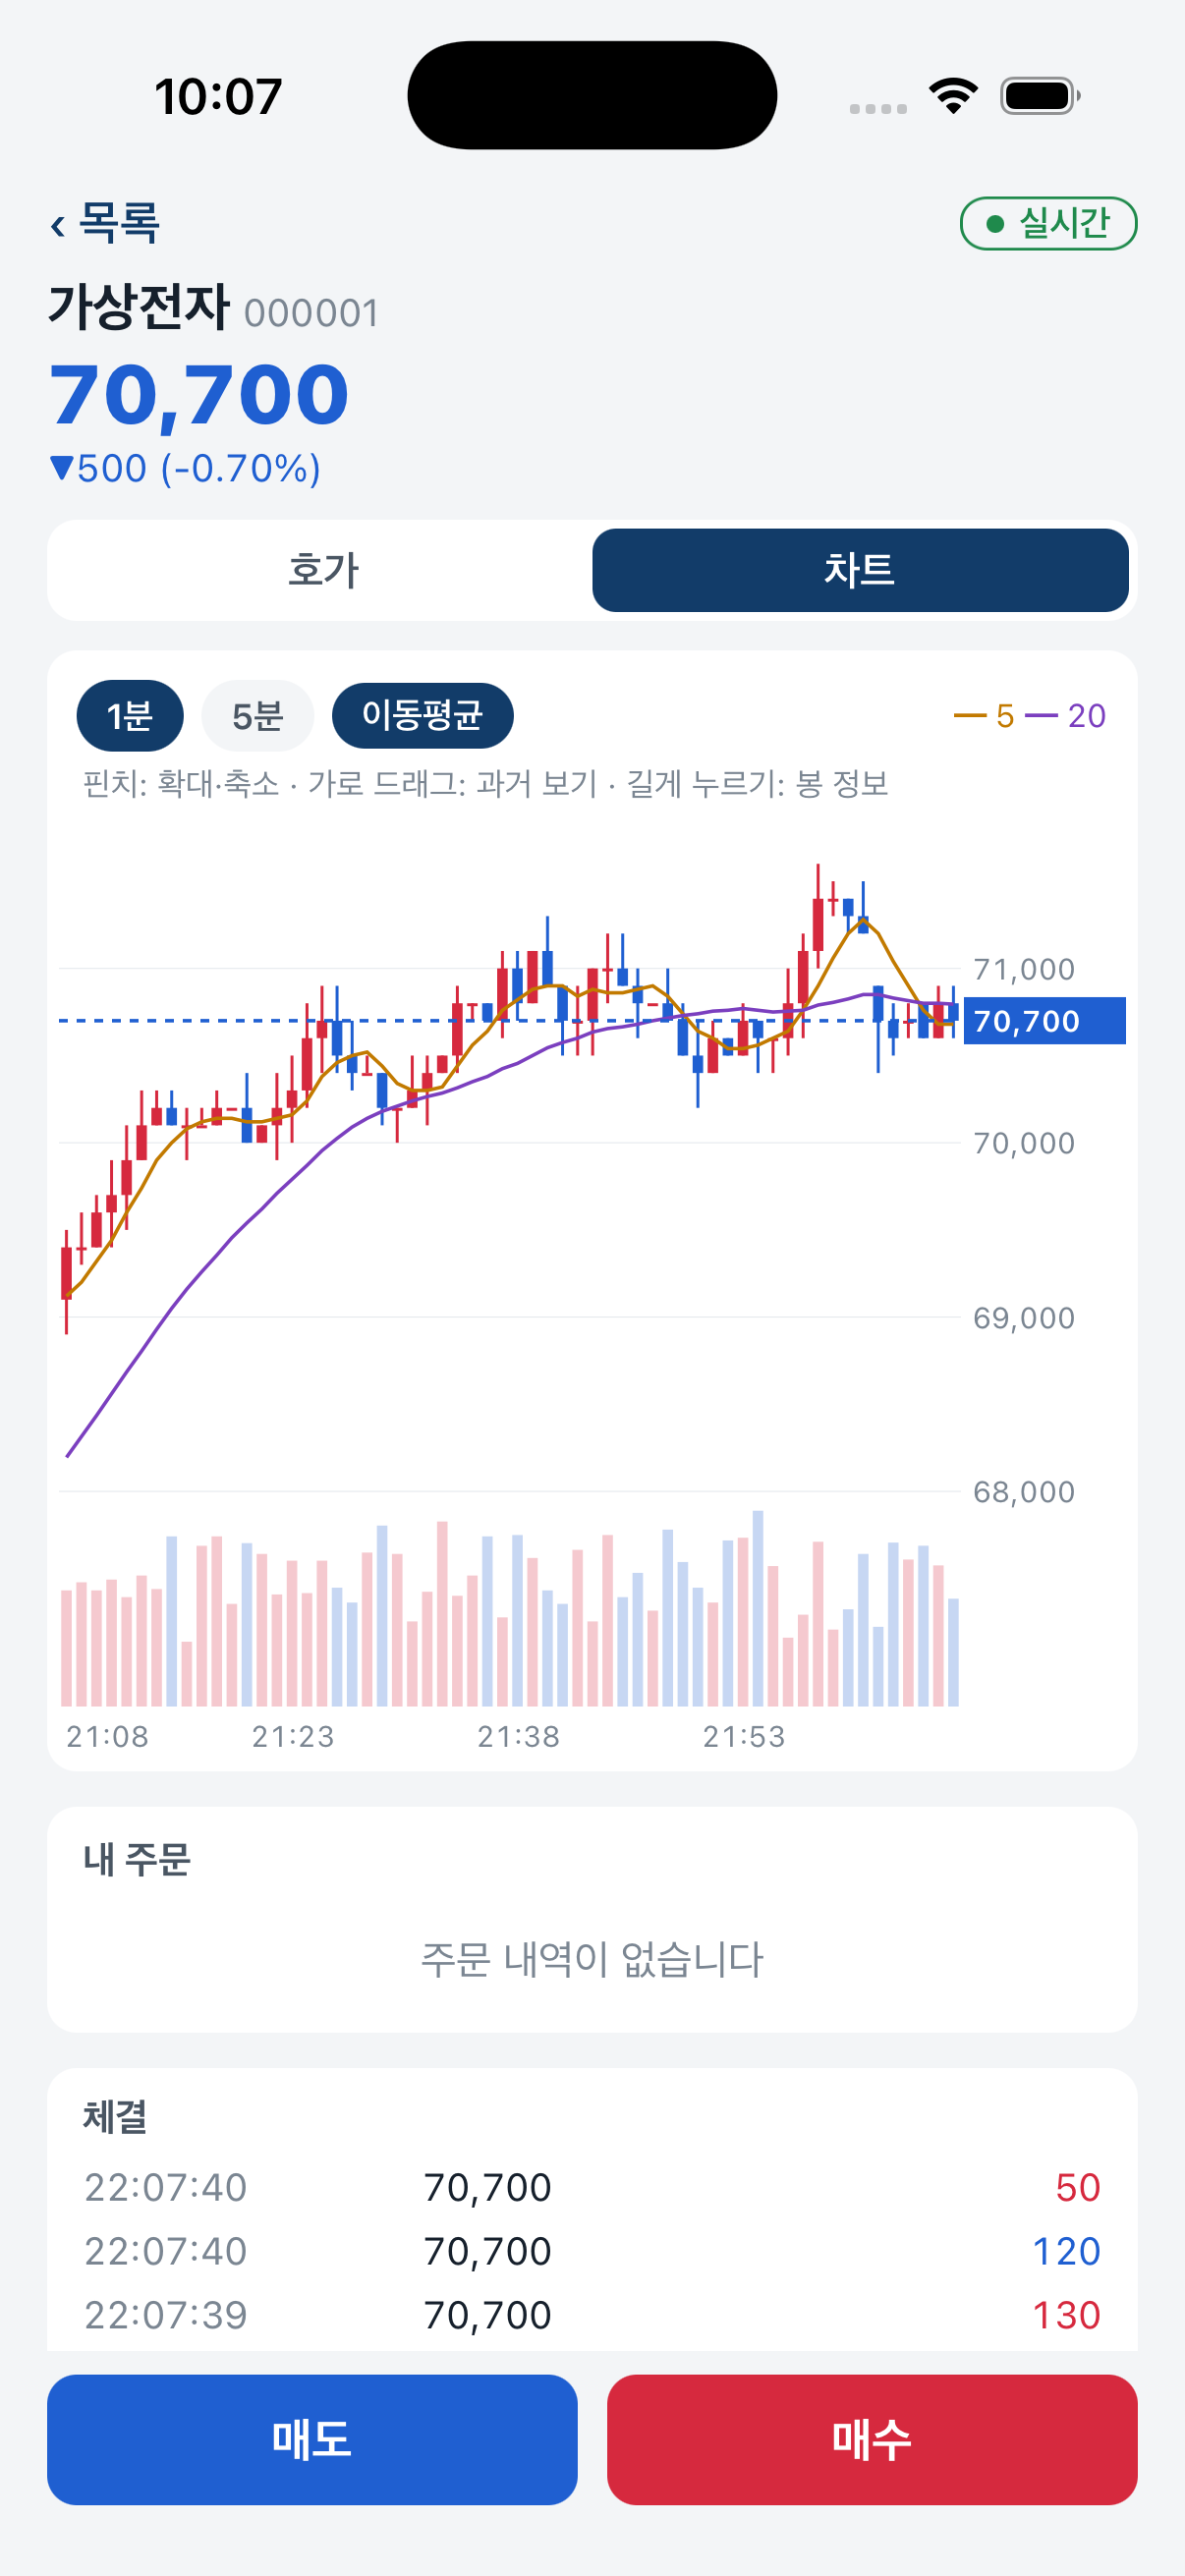 10:07
‹ 목록
실시간
가상전자 000001
70,700
▼500 (-0.70%)
호가 차트
1분 5분 이동평균 5 20
핀치: 확대·축소 · 가로 드래그: 과거 보기 · 길게 누르기: 봉 정보
71,000
70,700
70,000
69,000
68,000
21:08 21:23 21:38 21:53
내 주문
주문 내역이 없습니다
체결
22:07:40 70,700 50
22:07:40 70,700 120
22:07:39 70,700 130
매도 매수